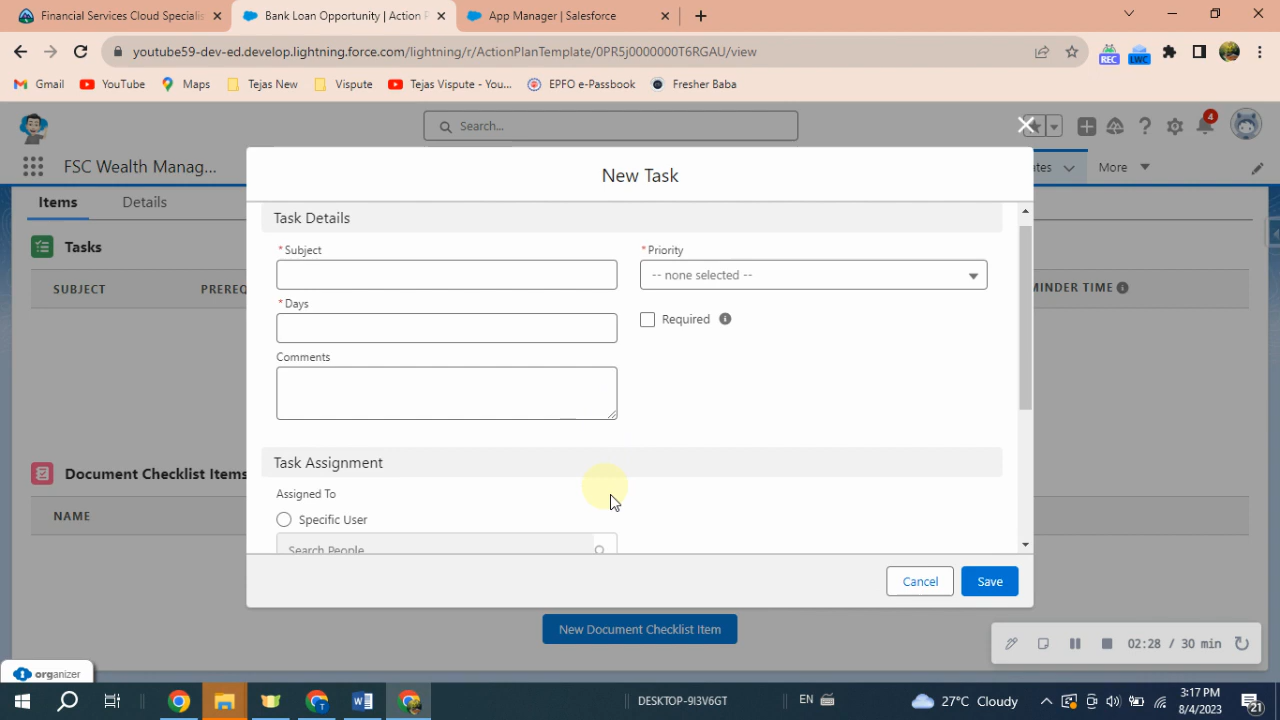 Financial Services Cloud Specialis
Bank Loan Opportunity | Action P
App Manager | Salesforce
youtube59-dev-ed.develop.lightning.force.com/lightning/r/ActionPlanTemplate/0PR5j0000000T6RGAU/view
REC
LWC
Gmail
YouTube
Maps
Tejas New
Vispute
Tejas Vispute - You...
EPFO e-Passbook
Fresher Baba
Search...
4
FSC Wealth Manag...
ates
More
New Task
Items
Details
Task Details
Tasks
*Subject
*Priority
-- none selected --
SUBJECT
PREREQ
MINDER TIME
*Days
Required
Comments
Task Assignment
Document Checklist Items
Assigned To
NAME
Specific User
Search People
Cancel
Save
New Document Checklist Item
02:28 / 30 min
organizer
DESKTOP-9I3V6GT
EN
27°C Cloudy
3:17 PM
8/4/2023
21